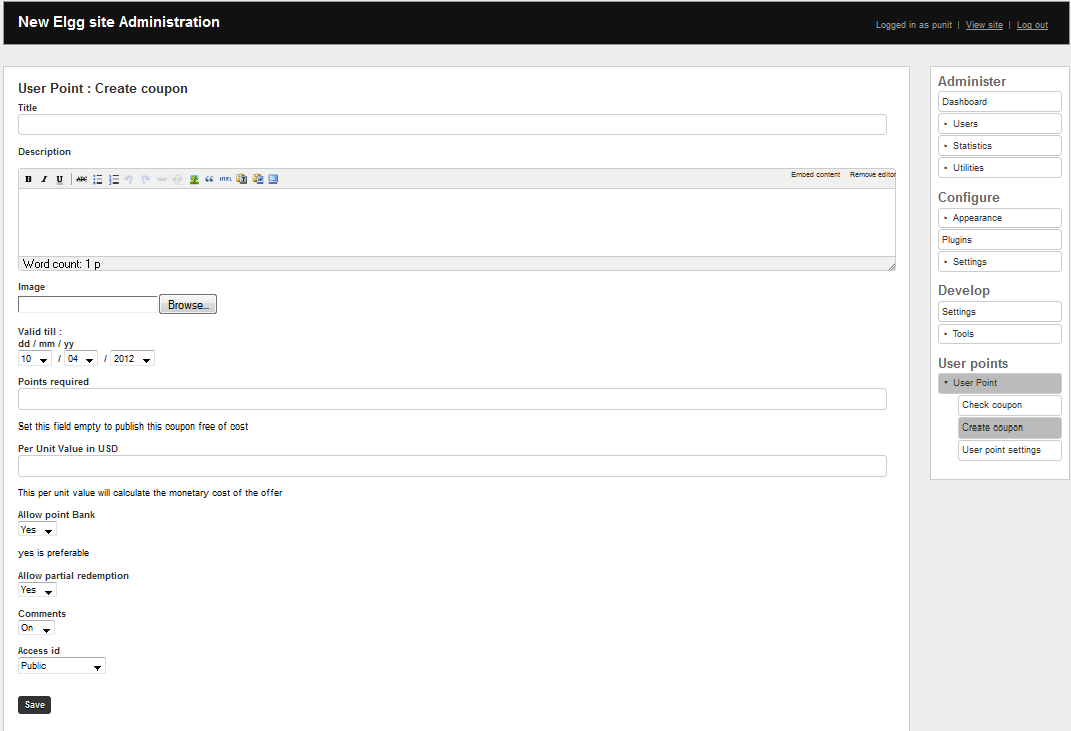 New Elgg site Administration
Logged in as punit | View site | Log out
User Point : Create coupon
Title
Description
B I U ABC HTML
Embed content Remove editor
Word count: 1 p
Image
Browse...
Valid till :
dd / mm / yy
10 / 04 / 2012
Points required
Set this field empty to publish this coupon free of cost
Per Unit Value in USD
This per unit value will calculate the monetary cost of the offer
Allow point Bank
Yes
yes is preferable
Allow partial redemption
Yes
Comments
On
Access id
Public
Save
Administer
Dashboard
Users
Statistics
Utilities
Configure
Appearance
Plugins
Settings
Develop
Settings
Tools
User points
User Point
Check coupon
Create coupon
User point settings